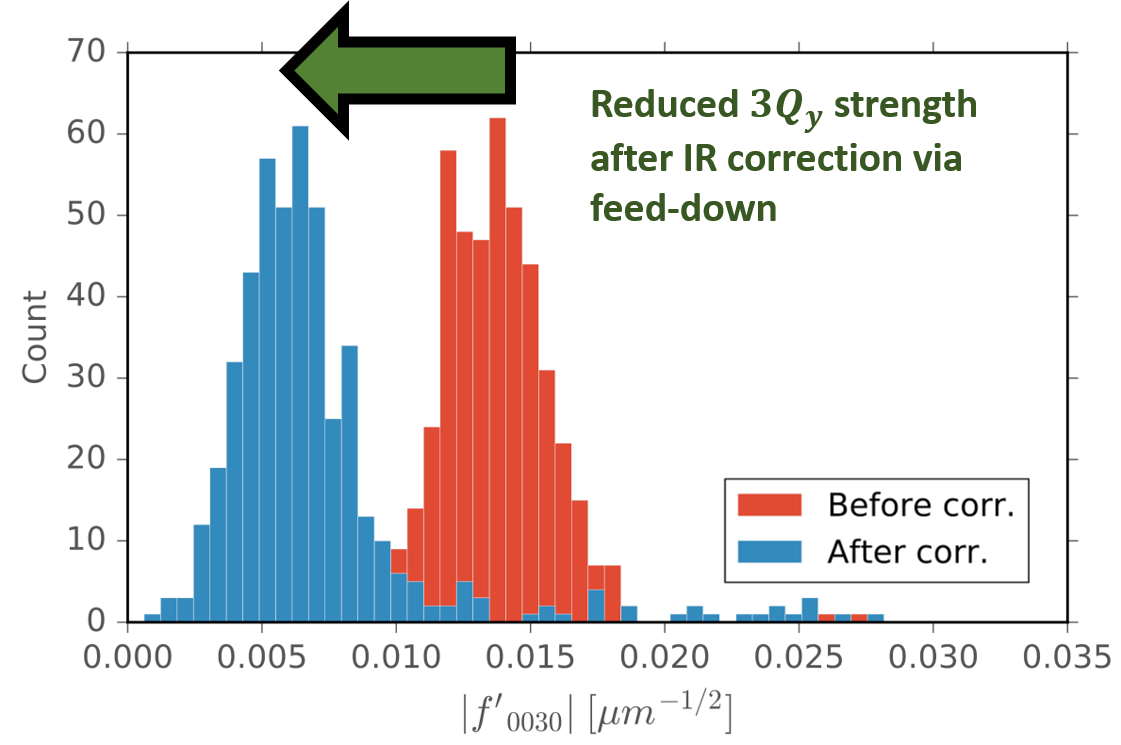 70
60
50
40
30
20
10
0
Count
Reduced 3Q_y strength
after IR correction via
feed-down
Before corr.
After corr.
0.000 0.005 0.010 0.015 0.020 0.025 0.030 0.035
|f'_0030| [μm^−1/2]